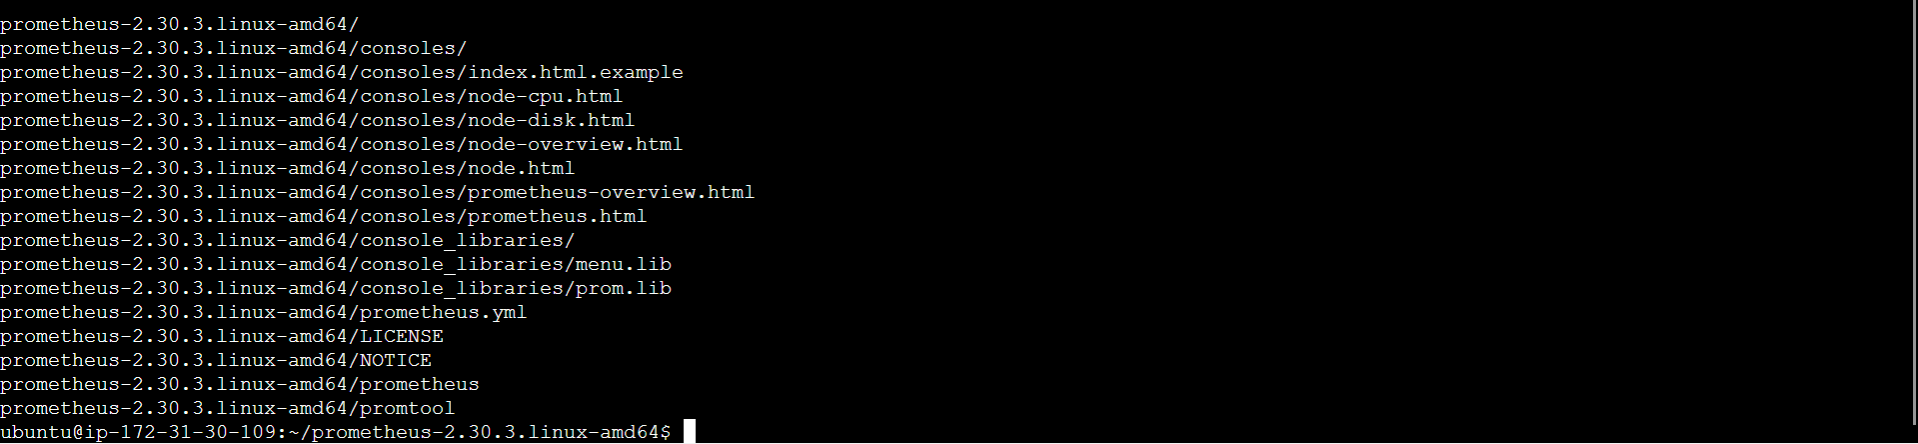 prometheus-2.30.3.linux-amd64/
prometheus-2.30.3.linux-amd64/consoles/
prometheus-2.30.3.linux-amd64/consoles/index.html.example
prometheus-2.30.3.linux-amd64/consoles/node-cpu.html
prometheus-2.30.3.linux-amd64/consoles/node-disk.html
prometheus-2.30.3.linux-amd64/consoles/node-overview.html
prometheus-2.30.3.linux-amd64/consoles/node.html
prometheus-2.30.3.linux-amd64/consoles/prometheus-overview.html
prometheus-2.30.3.linux-amd64/consoles/prometheus.html
prometheus-2.30.3.linux-amd64/console_libraries/
prometheus-2.30.3.linux-amd64/console_libraries/menu.lib
prometheus-2.30.3.linux-amd64/console_libraries/prom.lib
prometheus-2.30.3.linux-amd64/prometheus.yml
prometheus-2.30.3.linux-amd64/LICENSE
prometheus-2.30.3.linux-amd64/NOTICE
prometheus-2.30.3.linux-amd64/prometheus
prometheus-2.30.3.linux-amd64/promtool
ubuntu@ip-172-31-30-109:~/prometheus-2.30.3.linux-amd64$